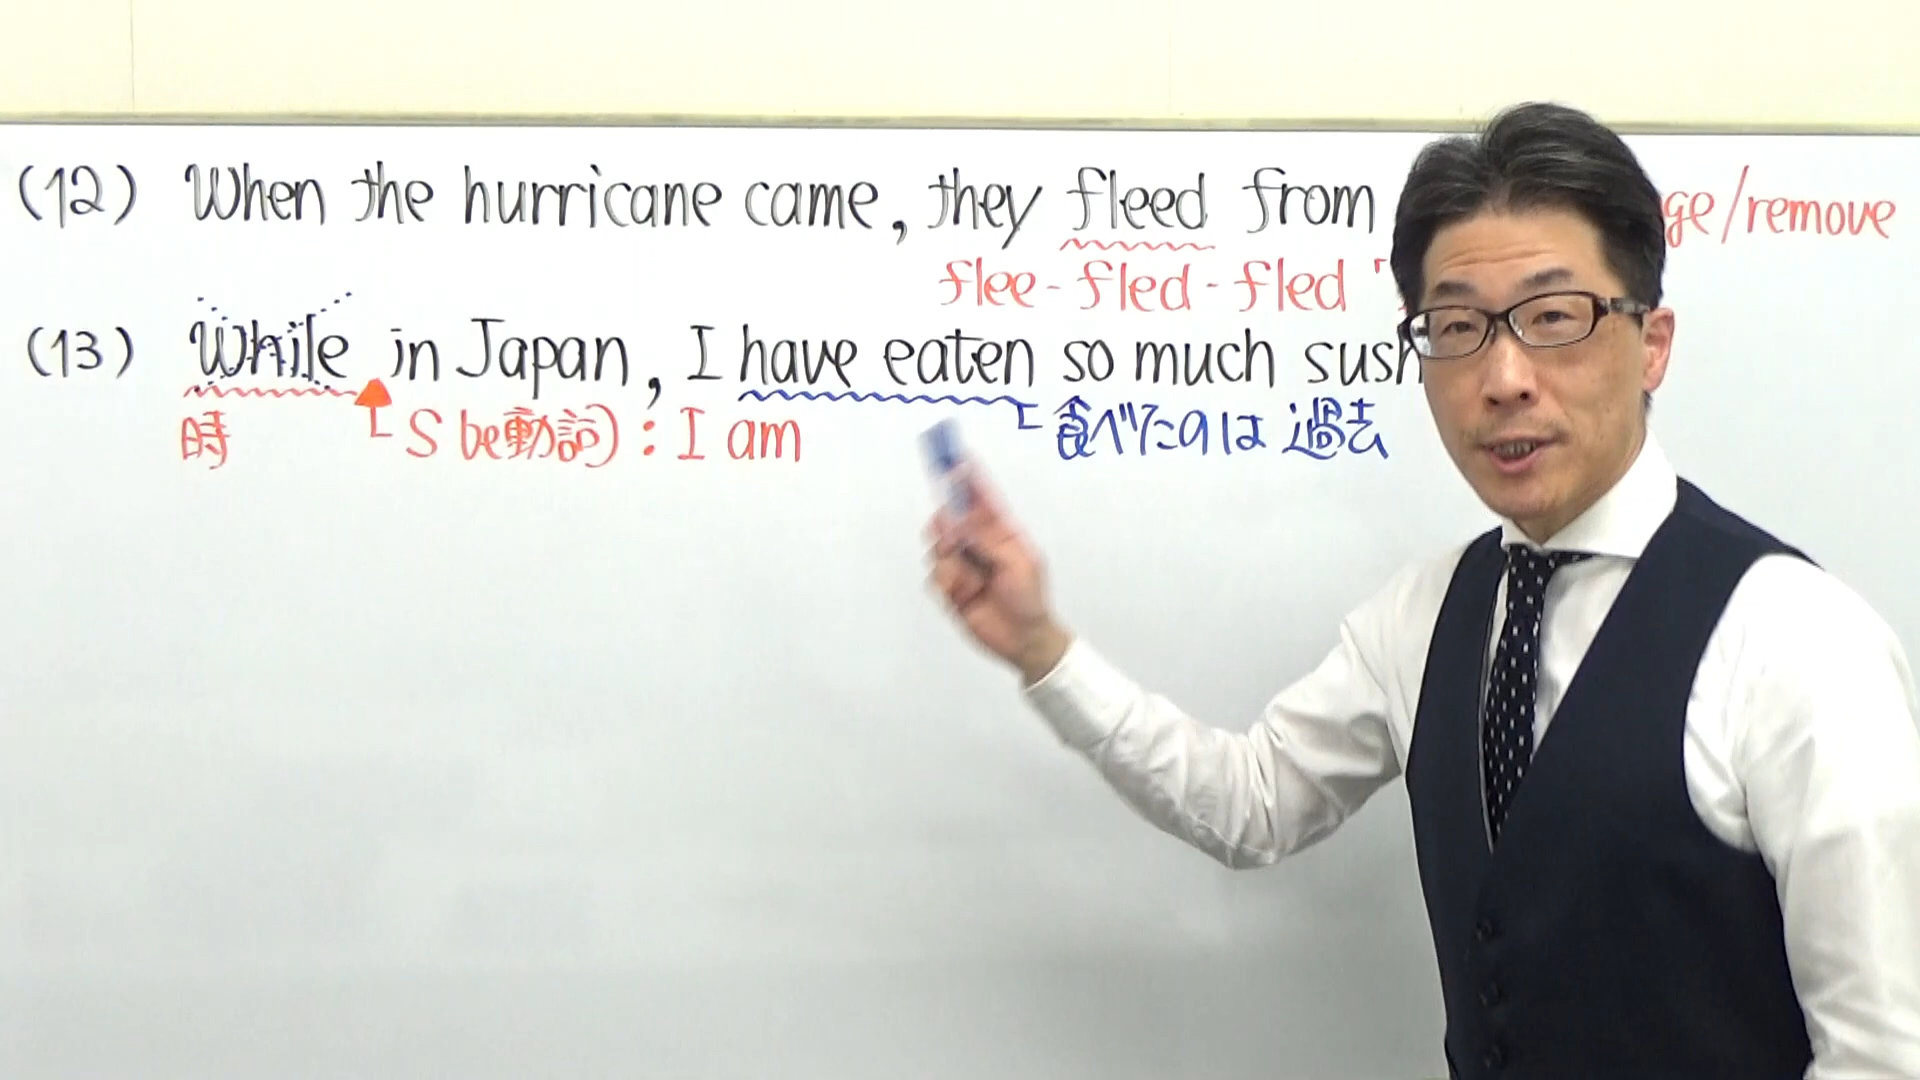 (12) When the hurricane came, they fleed from ge/remove
flee - fled - fled 「
(13) While in Japan, I have eaten so much sush
時 S be動詞) : I am 食べたのは過去